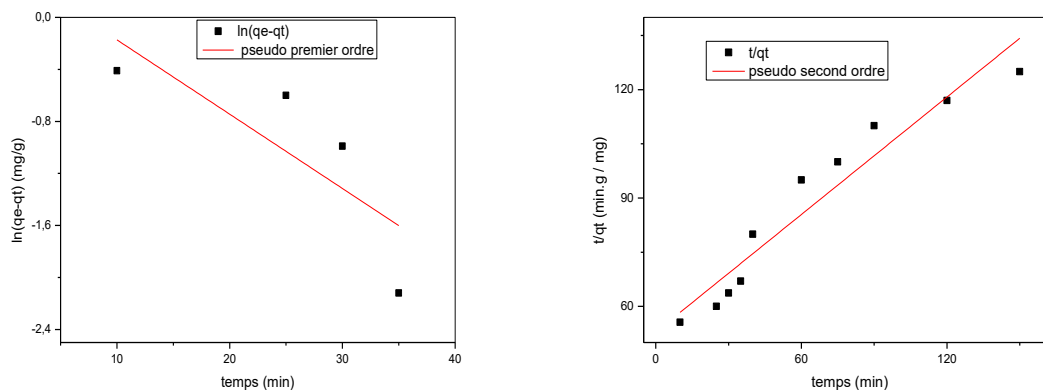 ln(qe-qt)
pseudo premier ordre
0,0
-0,8
-1,6
-2,4
ln(qe-qt) (mg/g)
10
20
30
40
temps (min)
t/qt
pseudo second ordre
120
90
60
t/qt (min.g / mg)
0
60
120
temps (min)